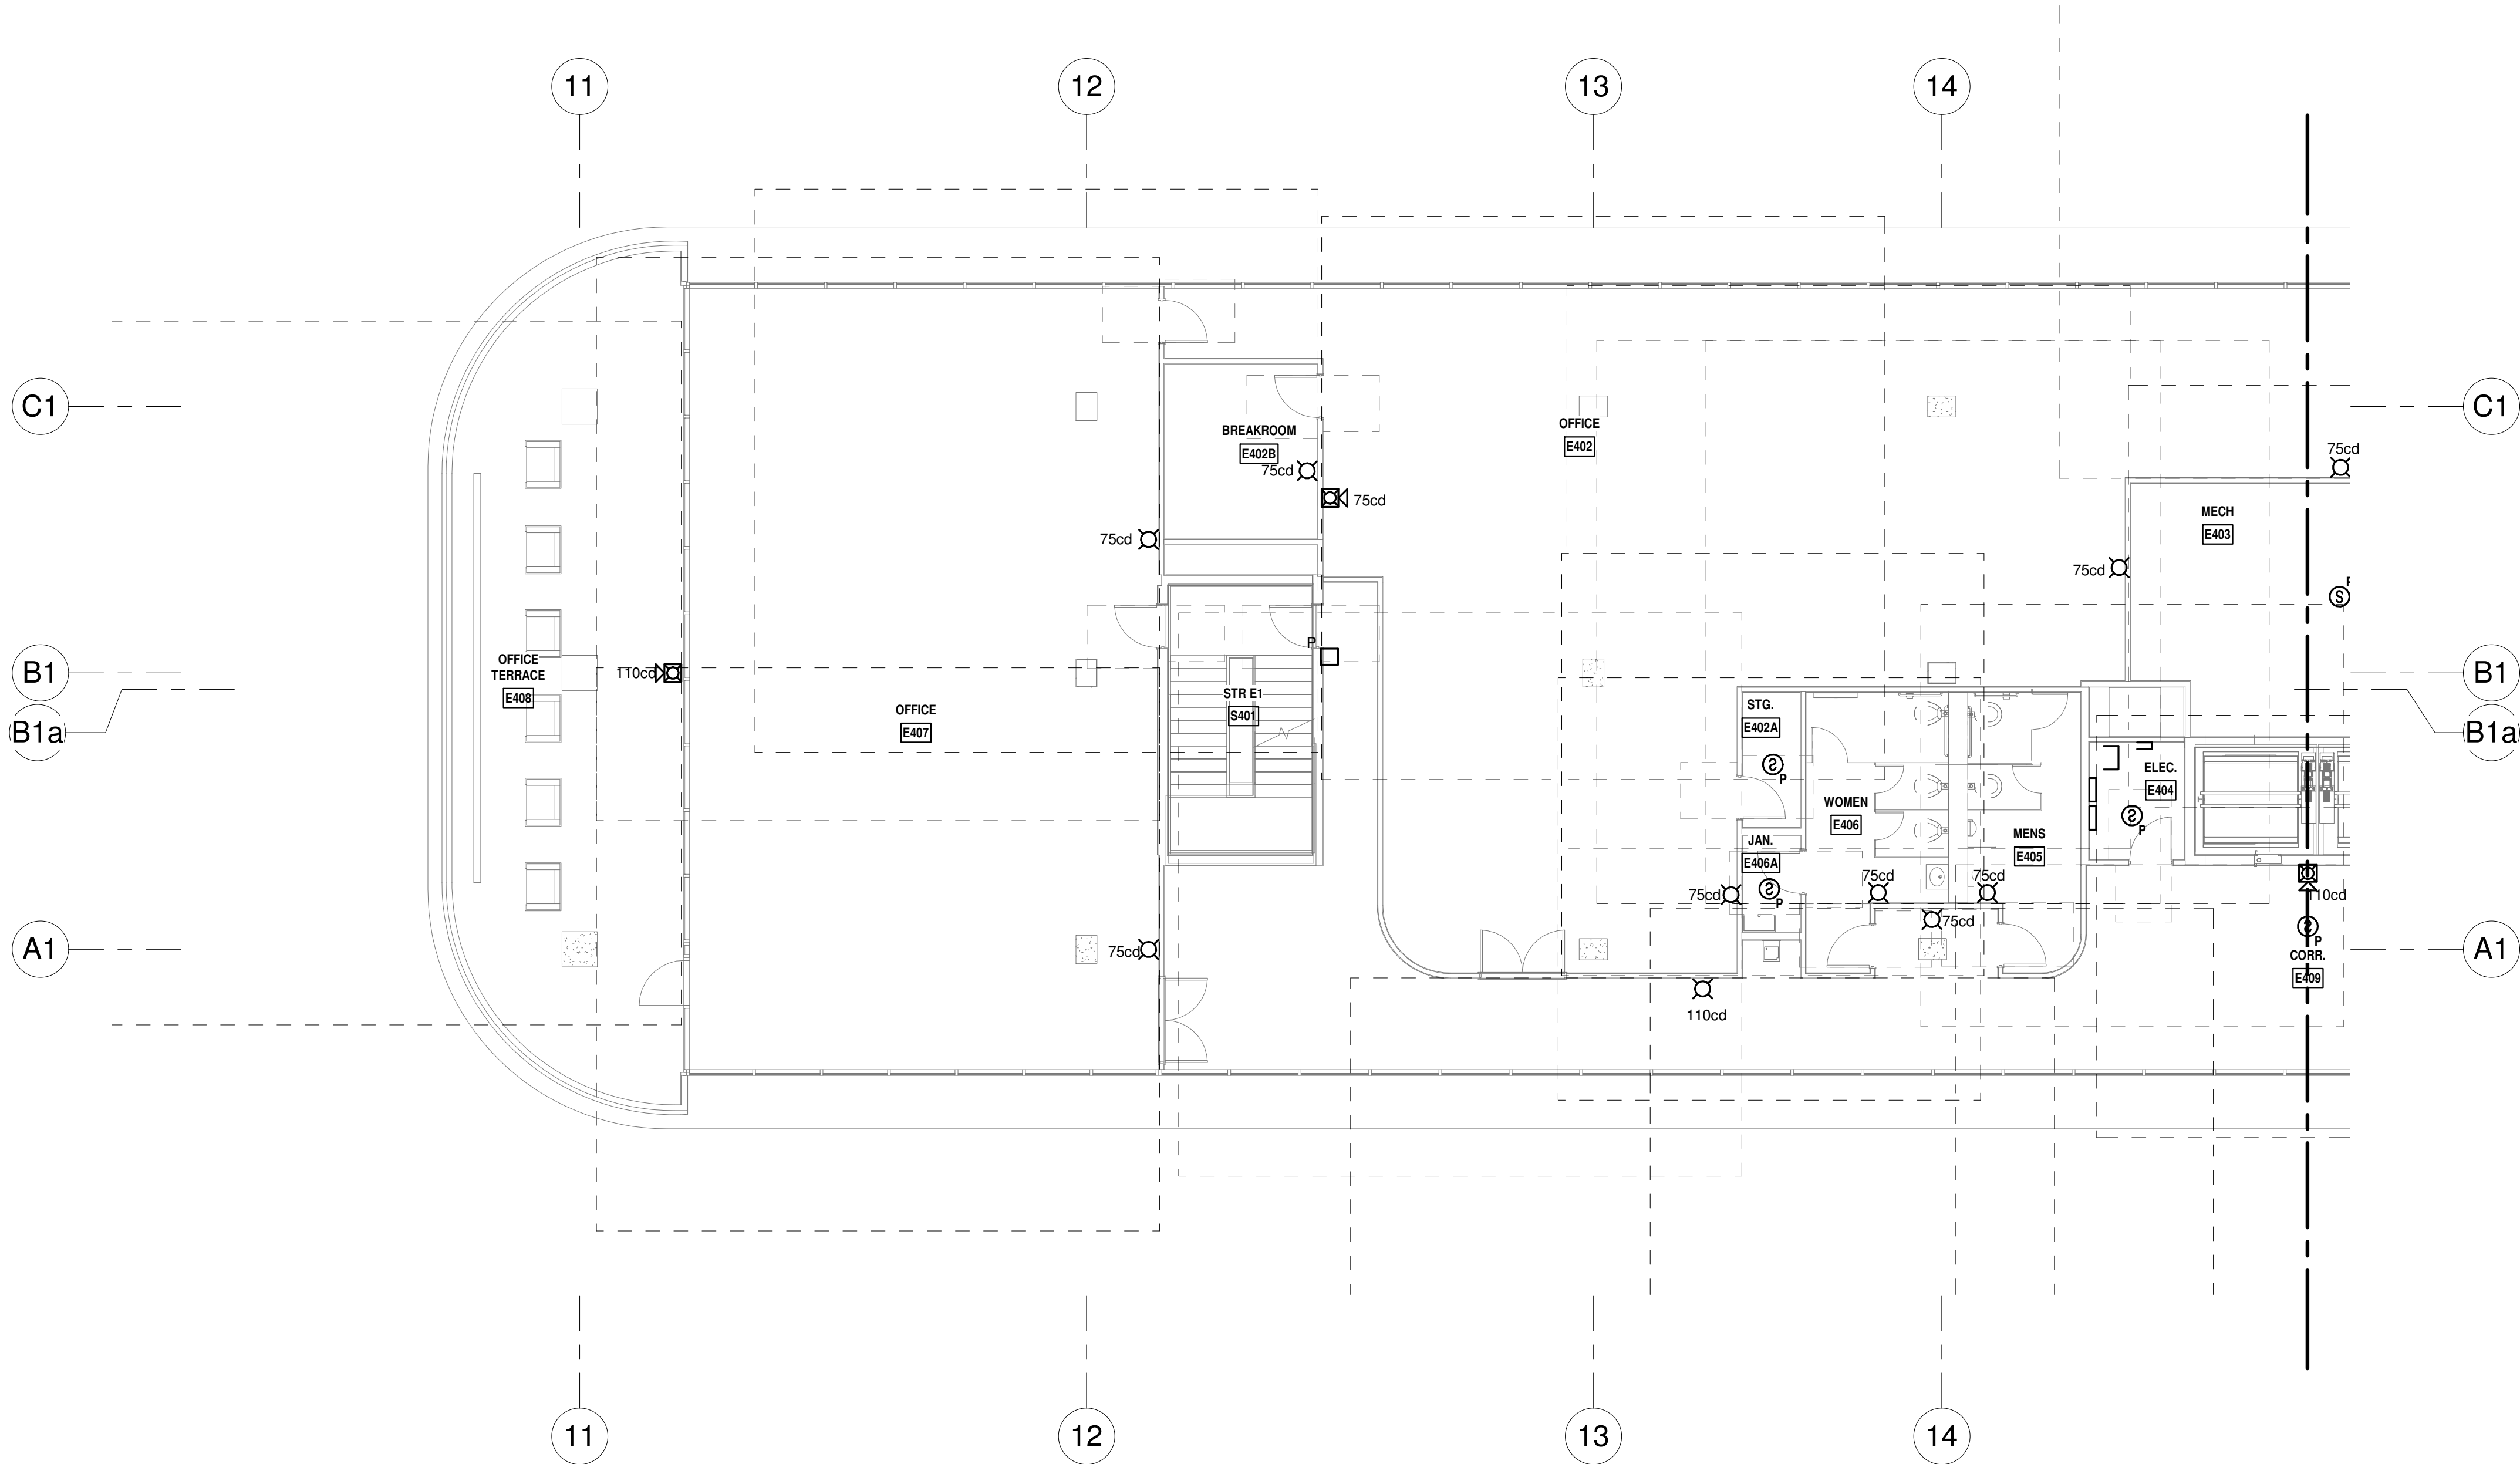 11
12
13
14
C1
C1
OFFICE
E402
BREAKROOM
E402B
75cd
75cd
75cd
75cd
MECH
E403
75cd
P
S
B1
OFFICE
TERRACE
E408
110cd
P
STR E1
S401
OFFICE
E407
STG.
E402A
S
P
B1
B1a
B1a
WOMEN
E406
MENS
E405
ELEC.
E404
S
P
JAN.
E406A
S
P
75cd
75cd
75cd
75cd
110cd
S
P
CORR.
E409
A1
75cd
A1
110cd
11
12
13
14